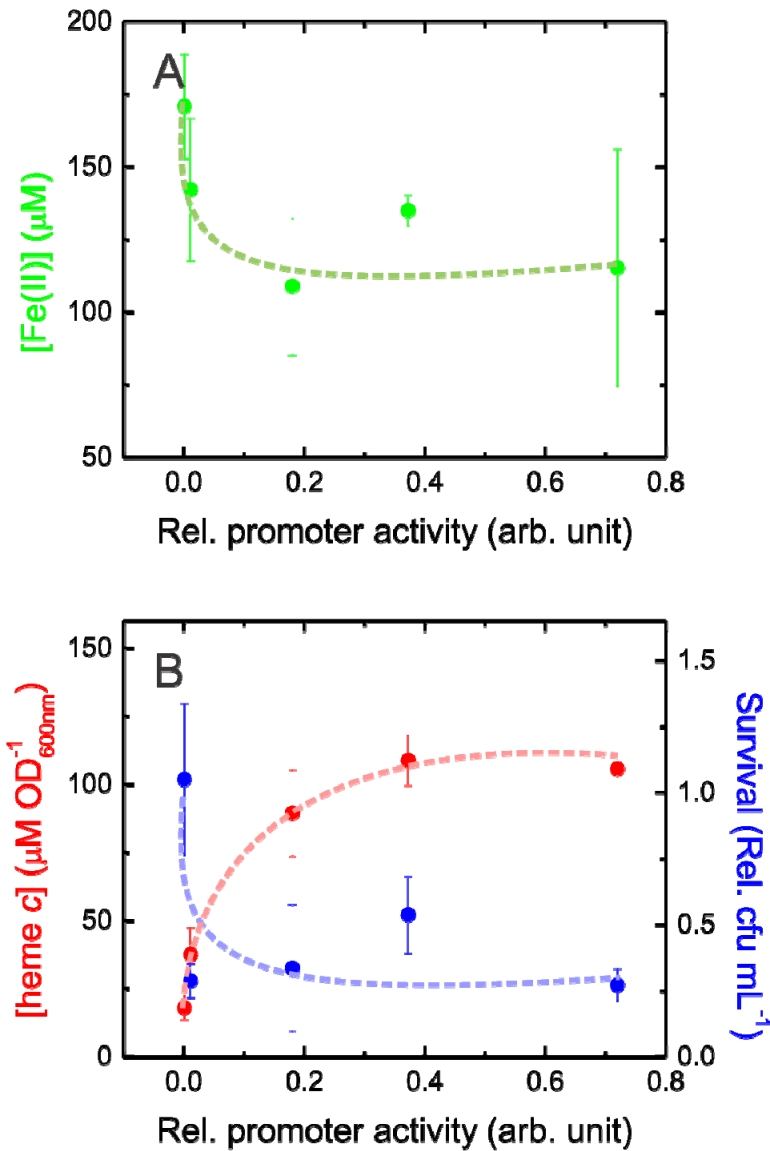 A
200
150
100
50
[Fe(II)] (μM)
0.0 0.2 0.4 0.6 0.8
Rel. promoter activity (arb. unit)
B
150
100
50
0
[heme c] (μM OD⁻¹₆₀₀ₙₘ)
1.5
1.0
0.5
0.0
Survival (Rel. cfu mL⁻¹)
0.0 0.2 0.4 0.6 0.8
Rel. promoter activity (arb. unit)